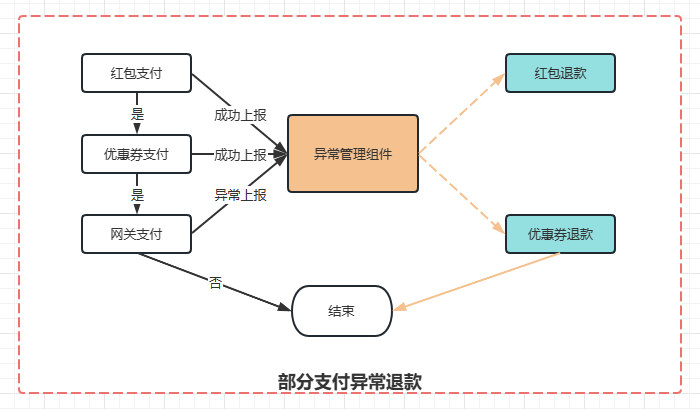 红包支付
成功上报
红包退款
是
优惠券支付
成功上报
异常管理组件
是
异常上报
网关支付
优惠券退款
否
结束
部分支付异常退款